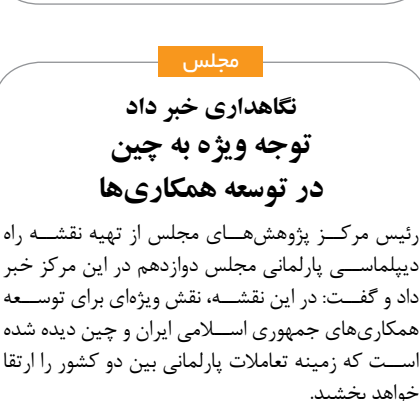 مجلس
نگاهداری خبر داد
توجه ویژه به چین
در توسعه همکاری‌ها
رئیس مرکز پژوهش‌های مجلس از تهیه نقشه راه
دیپلماسی پارلمانی مجلس دوازدهم در این مرکز خبر
داد و گفت: در این نقشه، نقش ویژه‌ای برای توسعه
همکاری‌های جمهوری اسلامی ایران و چین دیده شده
است که زمینه تعاملات پارلمانی بین دو کشور را ارتقا
خواهد بخشید.